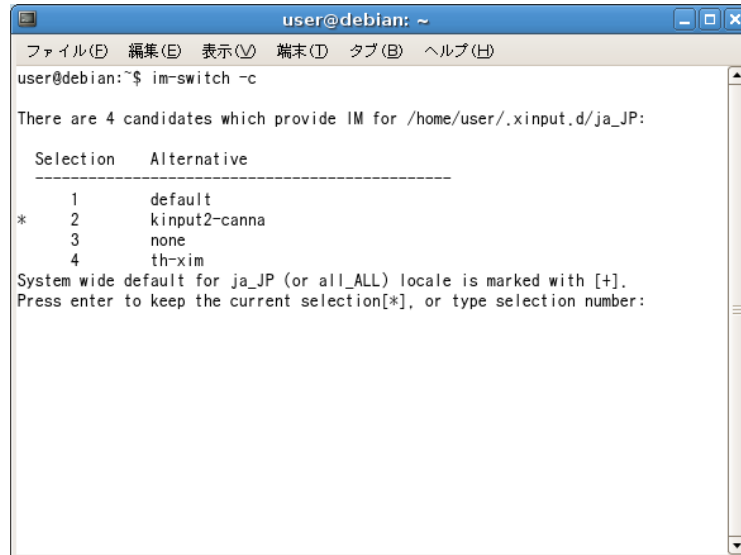 user@debian: ~
ファイル(F) 編集(E) 表示(V) 端末(T) タブ(B) ヘルプ(H)
user@debian:~$ im-switch -c
There are 4 candidates which provide IM for /home/user/.xinput.d/ja_JP:
Selection Alternative
-----------------------------------------------
1 default
* 2 kinput2-canna
3 none
4 th-xim
System wide default for ja_JP (or all_ALL) locale is marked with [+].
Press enter to keep the current selection[*], or type selection number: